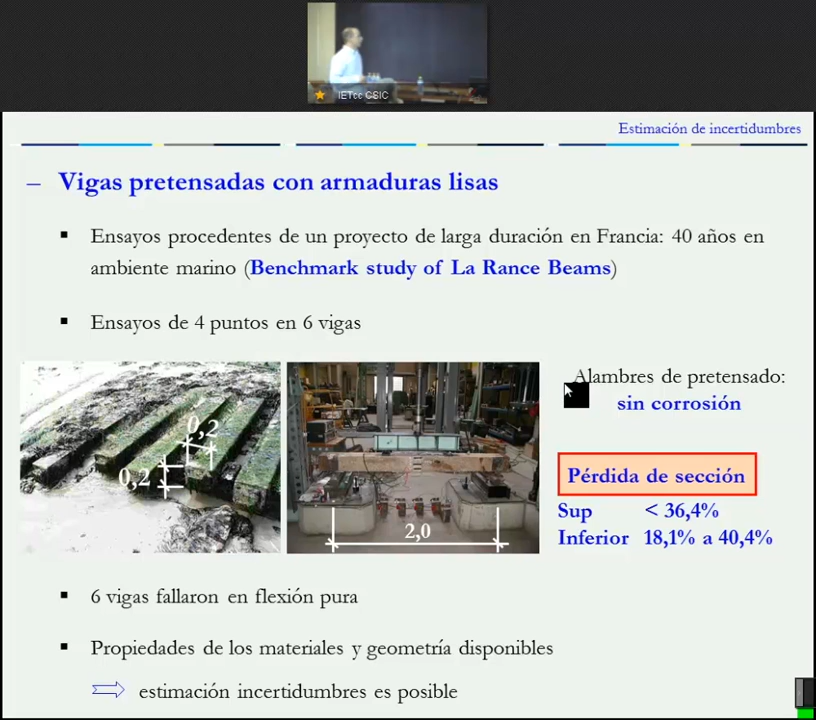 IETcc CSIC
Estimación de incertidumbres
– Vigas pretensadas con armaduras lisas
▪ Ensayos procedentes de un proyecto de larga duración en Francia: 40 años en
ambiente marino (Benchmark study of La Rance Beams)
▪ Ensayos de 4 puntos en 6 vigas
0,2
0,2
2,0
Alambres de pretensado:
sin corrosión
Pérdida de sección
Sup < 36,4%
Inferior 18,1% a 40,4%
▪ 6 vigas fallaron en flexión pura
▪ Propiedades de los materiales y geometría disponibles
⇒ estimación incertidumbres es posible